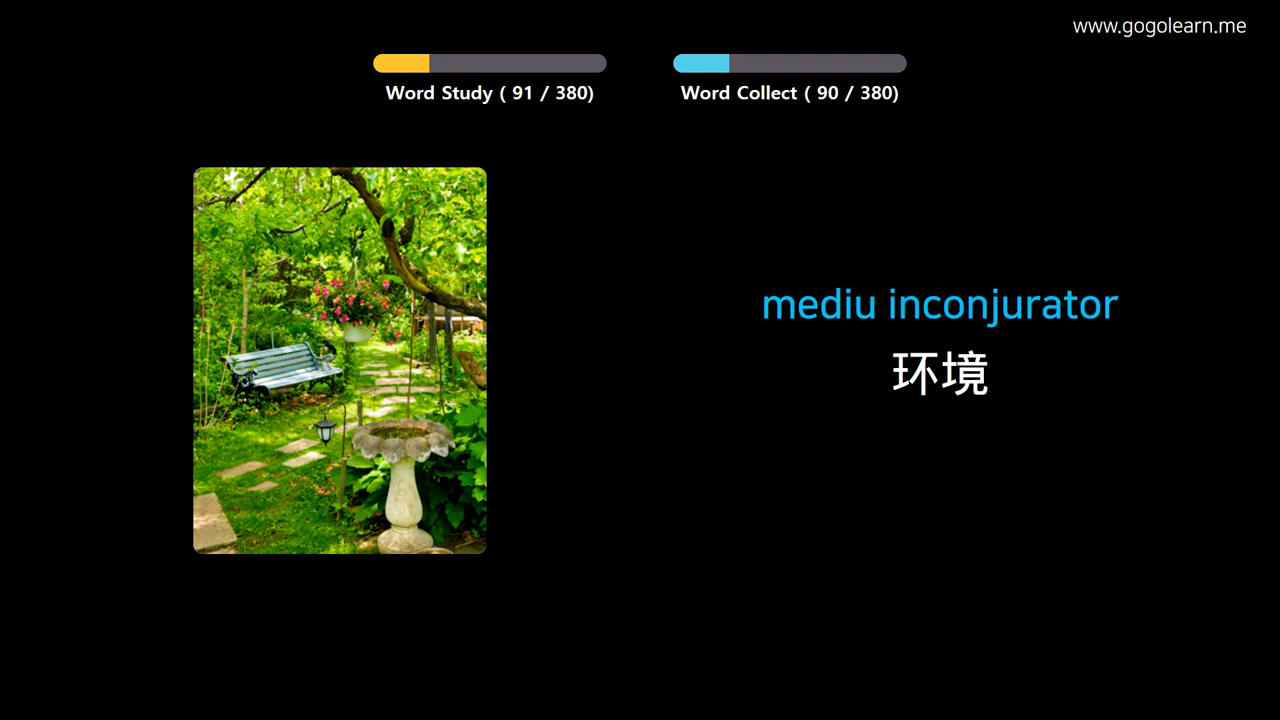 www.gogolearn.me
Word Study ( 91 / 380)
Word Collect ( 90 / 380)
mediu inconjurator
环境